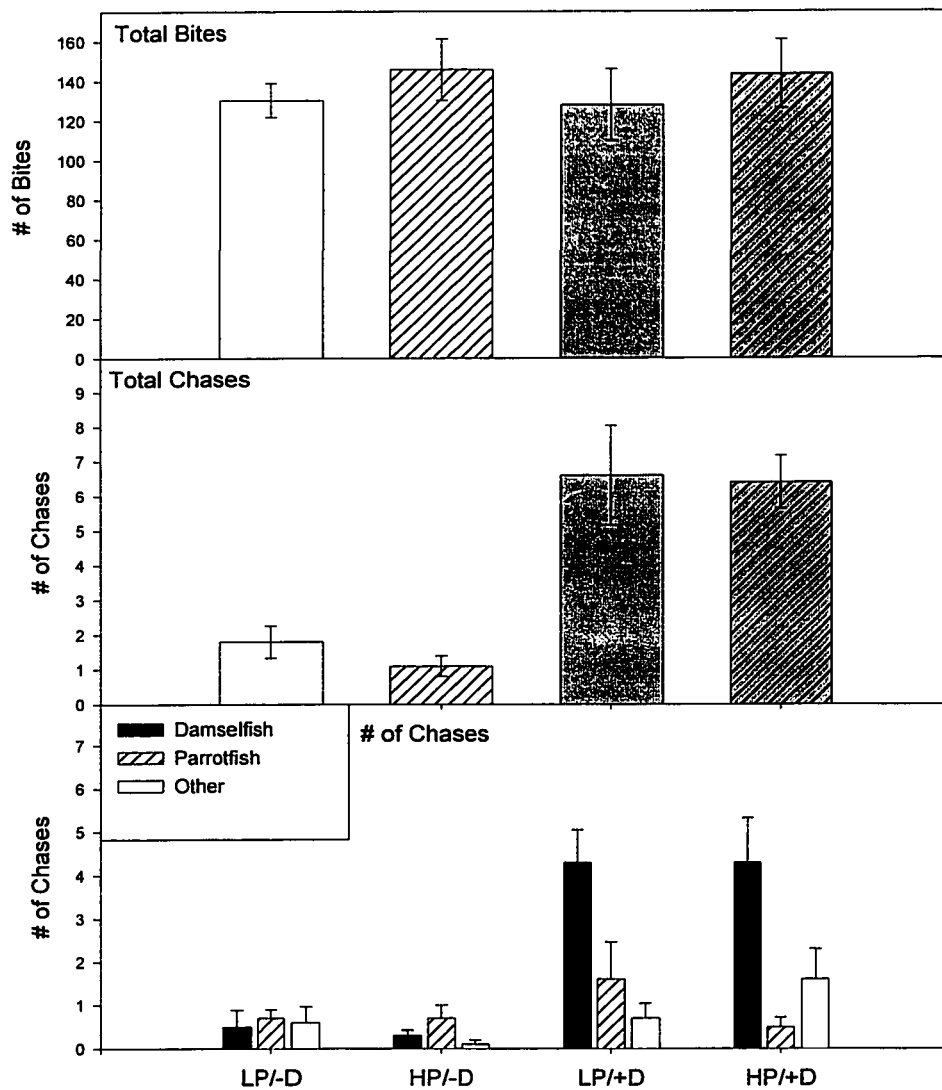 Total Bites
160
140
120
100
80
60
40
20
0
# of Bites
Total Chases
9
8
7
6
5
4
3
2
1
0
# of Chases
Damselfish
Parrotfish
Other
# of Chases
7
6
5
4
3
2
1
0
# of Chases
LP/-D HP/-D LP/+D HP/+D